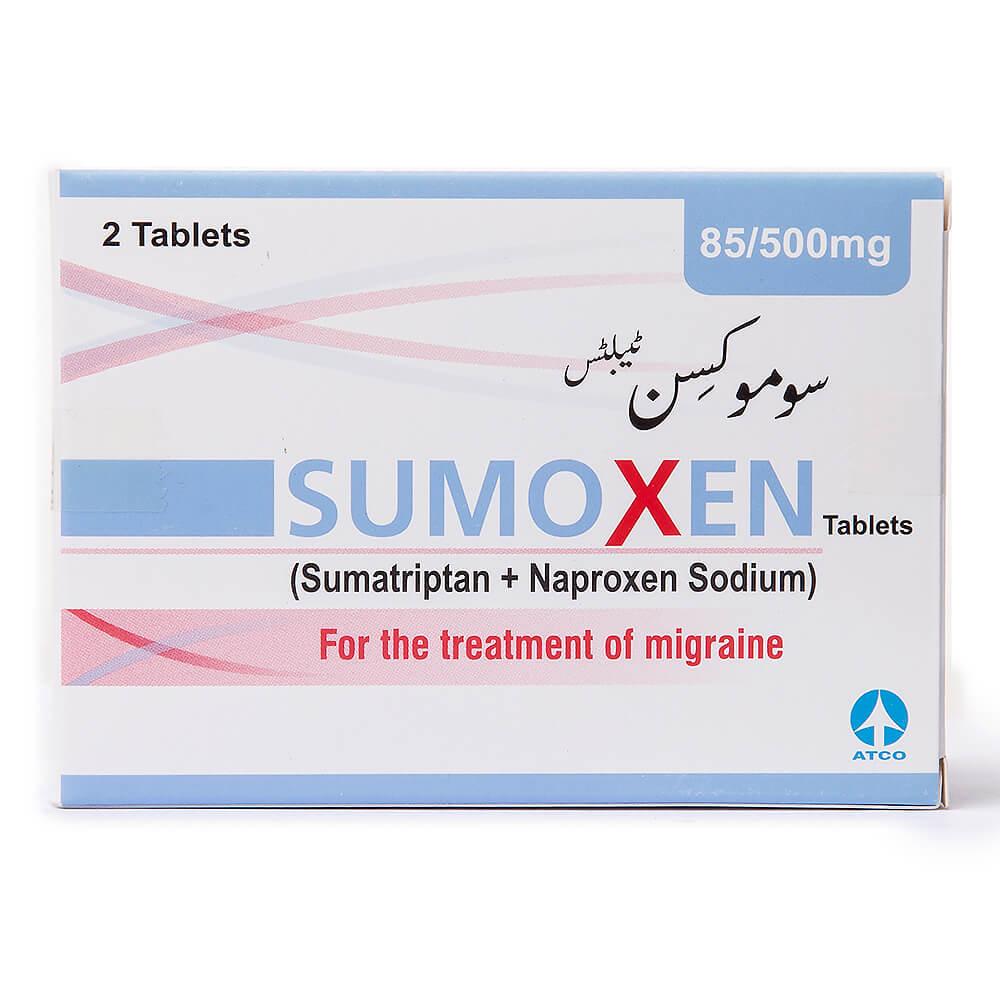 2 Tablets
85/500mg
سوموکسِن ٹیبلٹس
SUMOXEN Tablets
(Sumatriptan + Naproxen Sodium)
For the treatment of migraine
ATCO